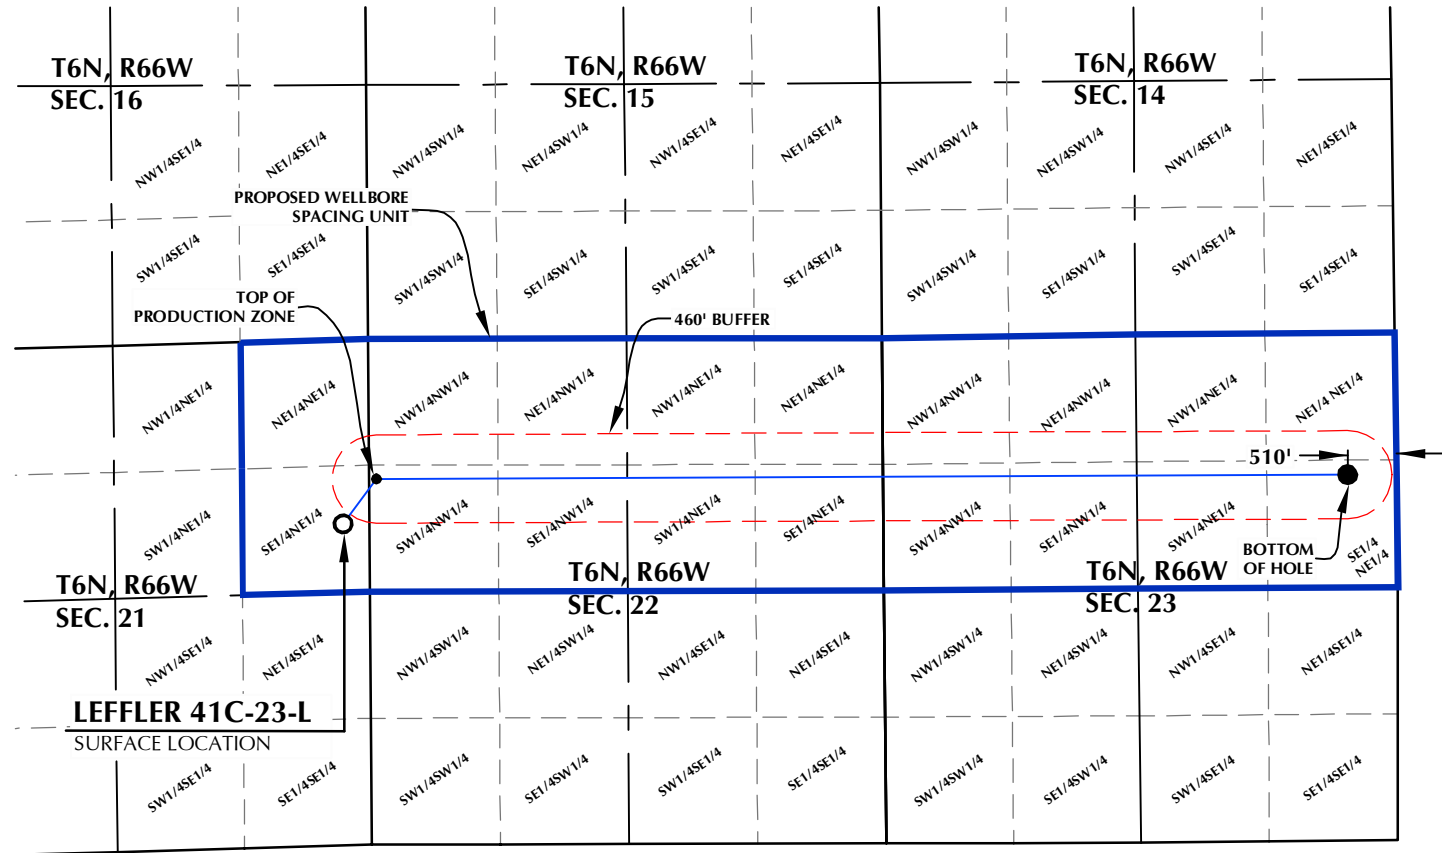 T6N, R66W
SEC. 16
T6N, R66W
SEC. 15
T6N, R66W
SEC. 14
NW1/4SE1/4
NE1/4SE1/4
NW1/4SW1/4
NE1/4SW1/4
NW1/4SE1/4
NE1/4SE1/4
NW1/4SW1/4
NE1/4SW1/4
NW1/4SE1/4
NE1/4SE1/4
PROPOSED WELLBORE
SPACING UNIT
SW1/4SE1/4
SE1/4SE1/4
SW1/4SW1/4
SE1/4SW1/4
SW1/4SE1/4
SE1/4SE1/4
SW1/4SW1/4
SE1/4SW1/4
SW1/4SE1/4
SE1/4SE1/4
TOP OF
PRODUCTION ZONE
460' BUFFER
NW1/4NE1/4
NE1/4NE1/4
NW1/4NW1/4
NE1/4NW1/4
NW1/4NE1/4
NE1/4NE1/4
NW1/4NW1/4
NE1/4NW1/4
NW1/4NE1/4
NE1/4 NE1/4
510'
SW1/4NE1/4
SE1/4NE1/4
SW1/4NW1/4
SE1/4NW1/4
SW1/4NE1/4
SE1/4NE1/4
SW1/4NW1/4
SE1/4NW1/4
SW1/4NE1/4
SE1/4
NE1/4
BOTTOM
OF HOLE
T6N, R66W
SEC. 21
T6N, R66W
SEC. 22
T6N, R66W
SEC. 23
NW1/4SE1/4
NE1/4SE1/4
NW1/4SW1/4
NE1/4SW1/4
NW1/4SE1/4
NE1/4SE1/4
NW1/4SW1/4
NE1/4SW1/4
NW1/4SE1/4
NE1/4SE1/4
LEFFLER 41C-23-L
SURFACE LOCATION
SW1/4SE1/4
SE1/4SE1/4
SW1/4SW1/4
SE1/4SW1/4
SW1/4SE1/4
SE1/4SE1/4
SW1/4SW1/4
SE1/4SW1/4
SW1/4SE1/4
SE1/4SE1/4